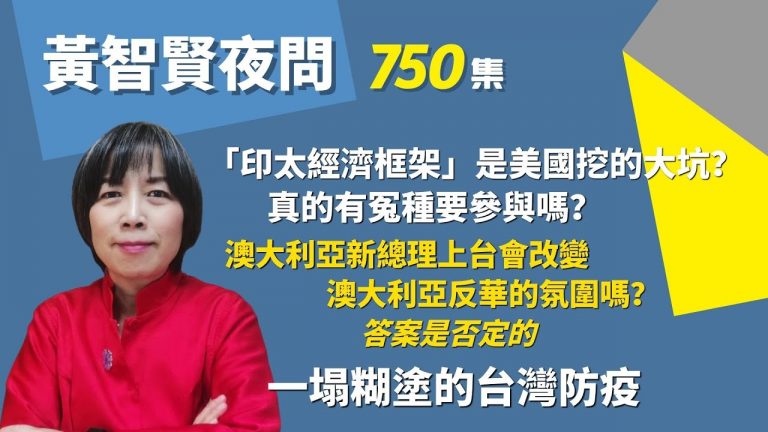 黃智賢夜問 750集
「印太經濟框架」是美國挖的大坑?
真的有冤種要參與嗎?
澳大利亞新總理上台會改變
澳大利亞反華的氛圍嗎?
答案是否定的
一塌糊塗的台灣防疫